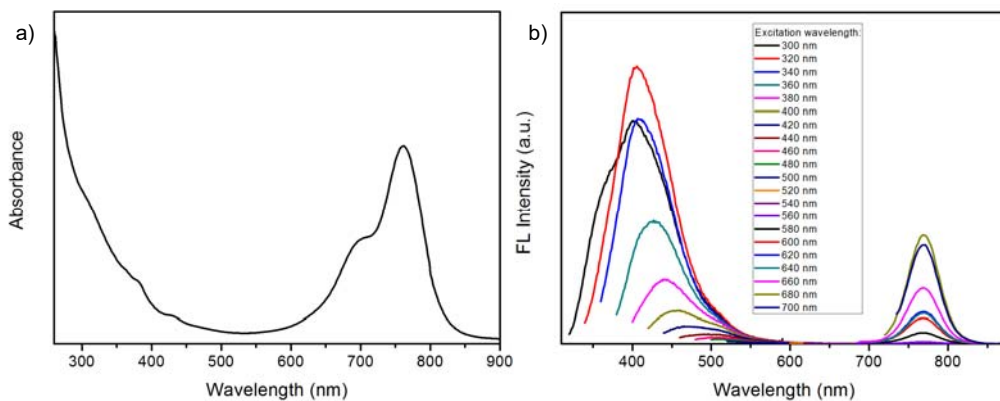 a)
Absorbance
300 400 500 600 700 800 900
Wavelength (nm)
b)
FL Intensity (a.u.)
Excitation wavelength:
300 nm
320 nm
340 nm
360 nm
380 nm
400 nm
420 nm
440 nm
460 nm
480 nm
500 nm
520 nm
540 nm
560 nm
580 nm
600 nm
620 nm
640 nm
660 nm
680 nm
700 nm
400 500 600 700 800
Wavelength (nm)